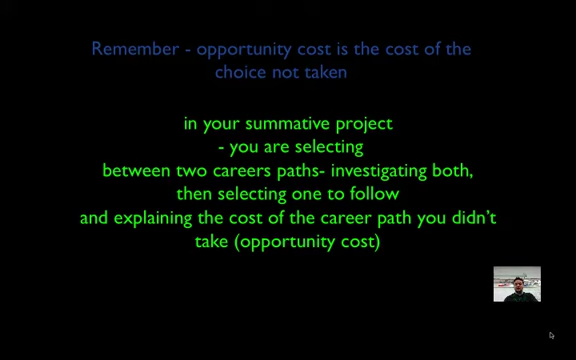 Remember - opportunity cost is the cost of the
choice not taken
in your summative project
- you are selecting
between two careers paths- investigating both,
then selecting one to follow
and explaining the cost of the career path you didn't
take (opportunity cost)